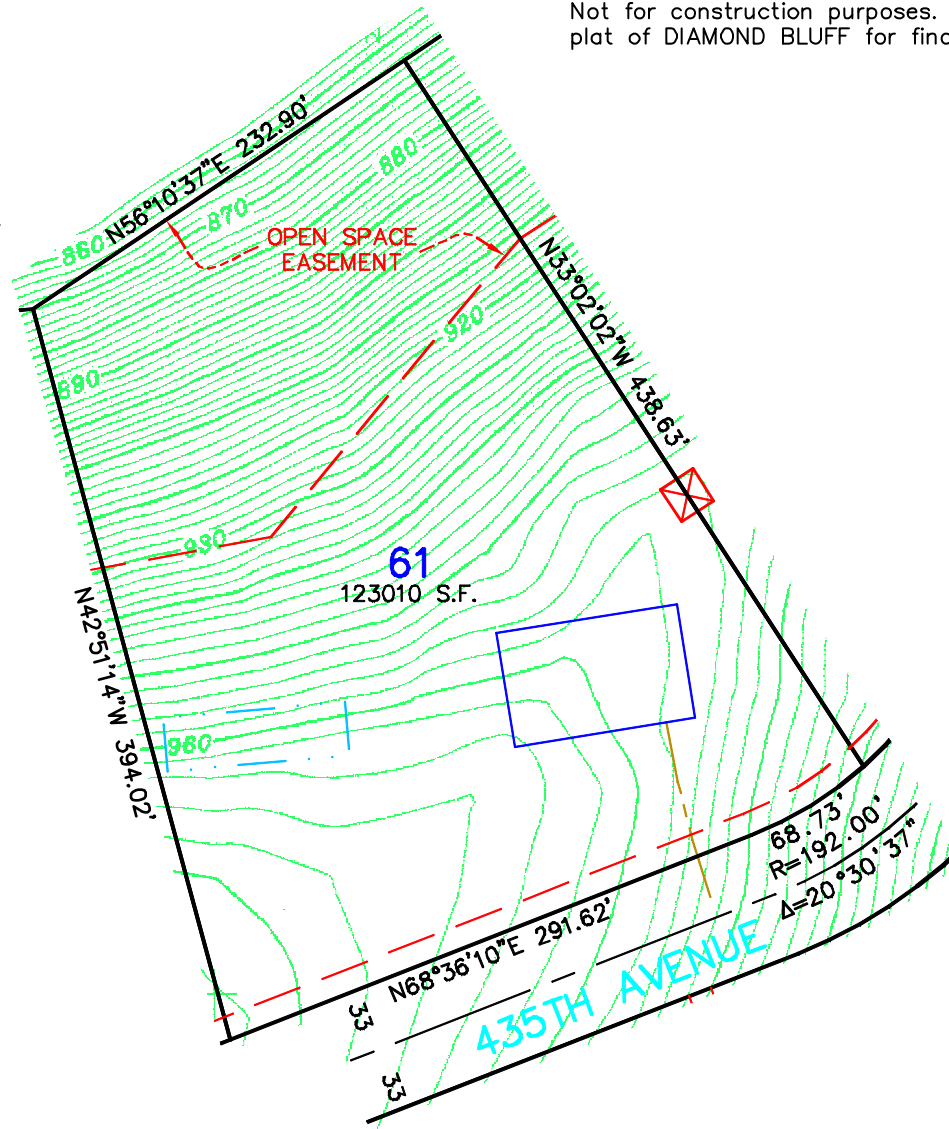 Not for construction purposes.
plat of DIAMOND BLUFF for
N56°10'37"E 232.90'
880
870
860
OPEN SPACE
EASEMENT
N33°02'02"W 438.63'
920
890
930
61
123010 S.F.
N42°51'14"W 394.02'
960
68.73'
R=192.00'
Δ=20°30'37"
N68°36'10"E 291.62'
435TH AVENUE
33
33